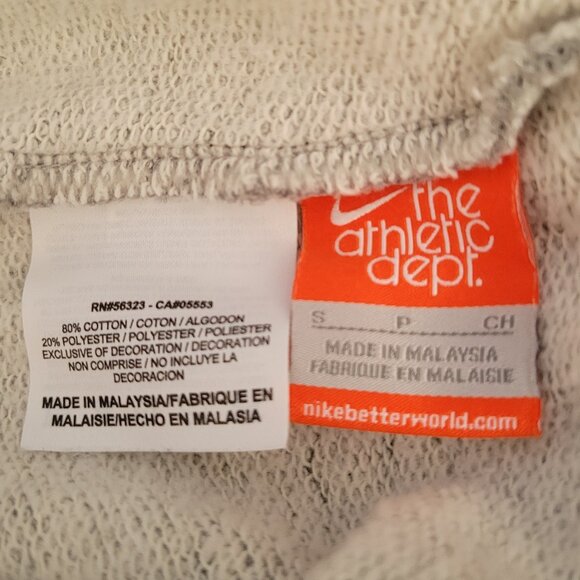 RN#56323 - CA#05553
80% COTTON / COTON / ALGODON
20% POLYESTER / POLYESTER / POLIESTER
EXCLUSIVE OF DECORATION / DECORATION
NON COMPRISE / NO INCLUYE LA
DECORACION
MADE IN MALAYSIA/FABRIQUE EN
MALAISIE/HECHO EN MALASIA
the
athletic
dept.
S P CH
MADE IN MALAYSIA
FABRIQUE EN MALAISIE
nikebetterworld.com